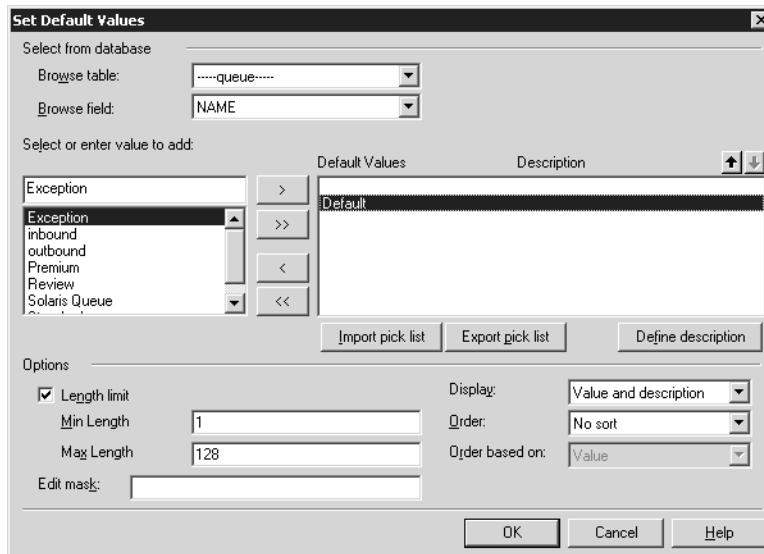 Set Default Values
Select from database
Browse table: -----queue-----
Browse field: NAME
Select or enter value to add:
Default Values Description
Exception >
Default
Exception
inbound >>
outbound
Premium <
Review
Solaris Queue <<
Import pick list Export pick list Define description
Options
Length limit Display: Value and description
Min Length 1 Order: No sort
Max Length 128 Order based on: Value
Edit mask:
OK Cancel Help